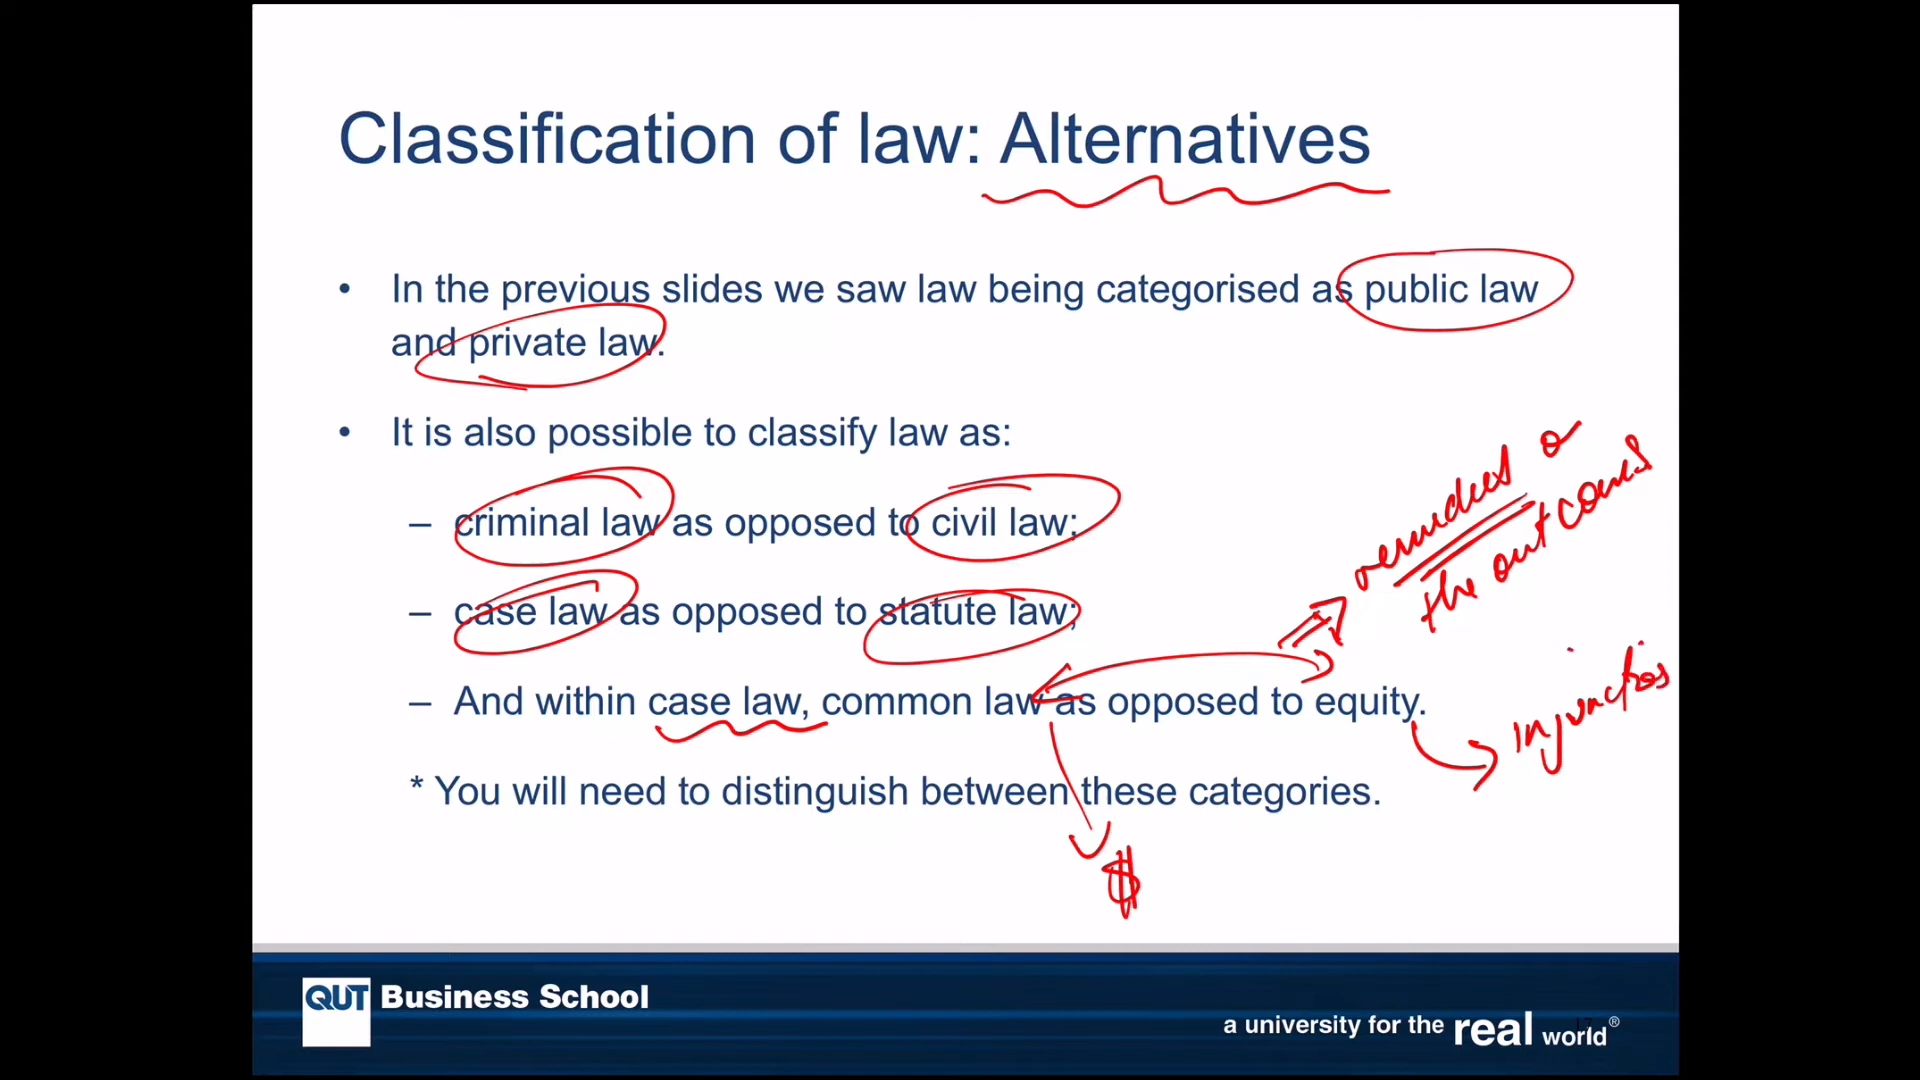 Classification of law: Alternatives
• In the previous slides we saw law being categorised as public law
and private law.
• It is also possible to classify law as:
– criminal law as opposed to civil law;
– case law as opposed to statute law;
– And within case law, common law as opposed to equity.
* You will need to distinguish between these categories.
remedies or
the outcomes
injunctions
$
QUT Business School
a university for the real world®